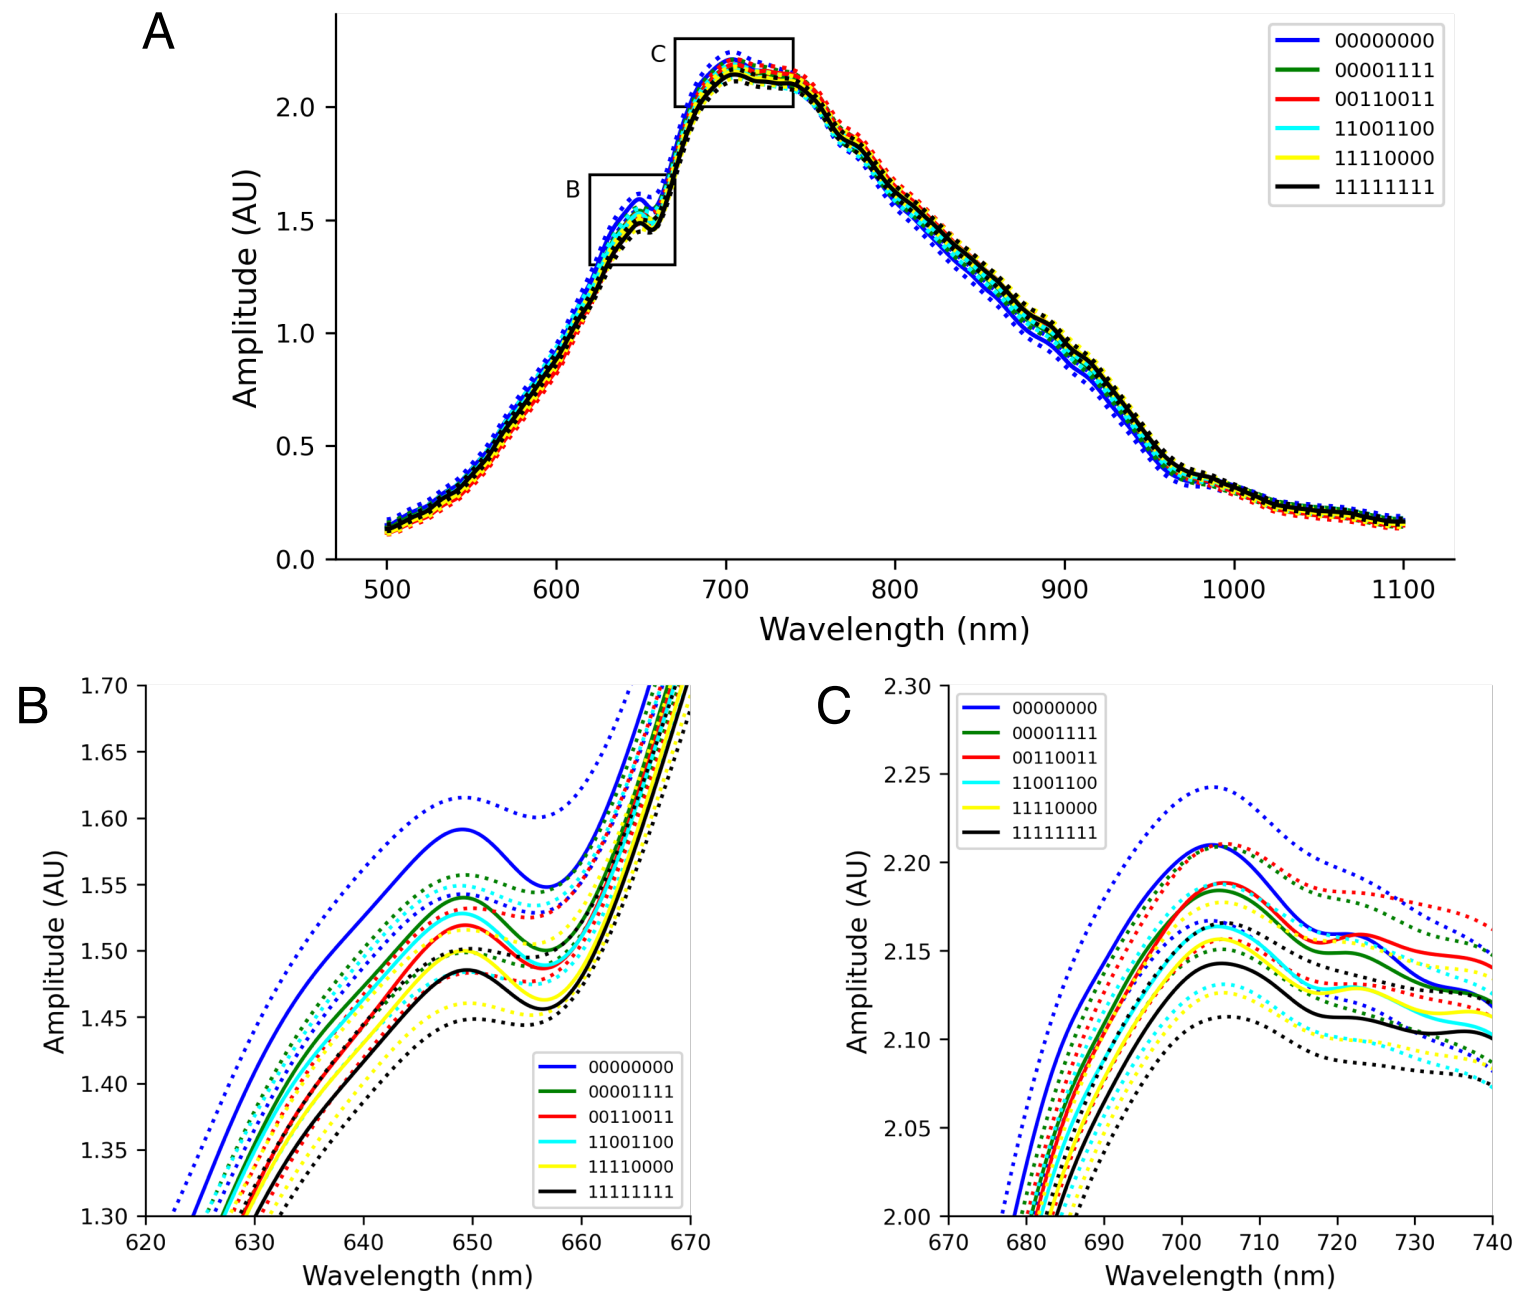 A
Amplitude (AU)
2.0
1.5
1.0
0.5
0.0
C
B
00000000
00001111
00110011
11001100
11110000
11111111
500 600 700 800 900 1000 1100
Wavelength (nm)
B
Amplitude (AU)
1.70
1.65
1.60
1.55
1.50
1.45
1.40
1.35
1.30
00000000
00001111
00110011
11001100
11110000
11111111
620 630 640 650 660 670
Wavelength (nm)
C
Amplitude (AU)
2.30
2.25
2.20
2.15
2.10
2.05
2.00
00000000
00001111
00110011
11001100
11110000
11111111
670 680 690 700 710 720 730 740
Wavelength (nm)